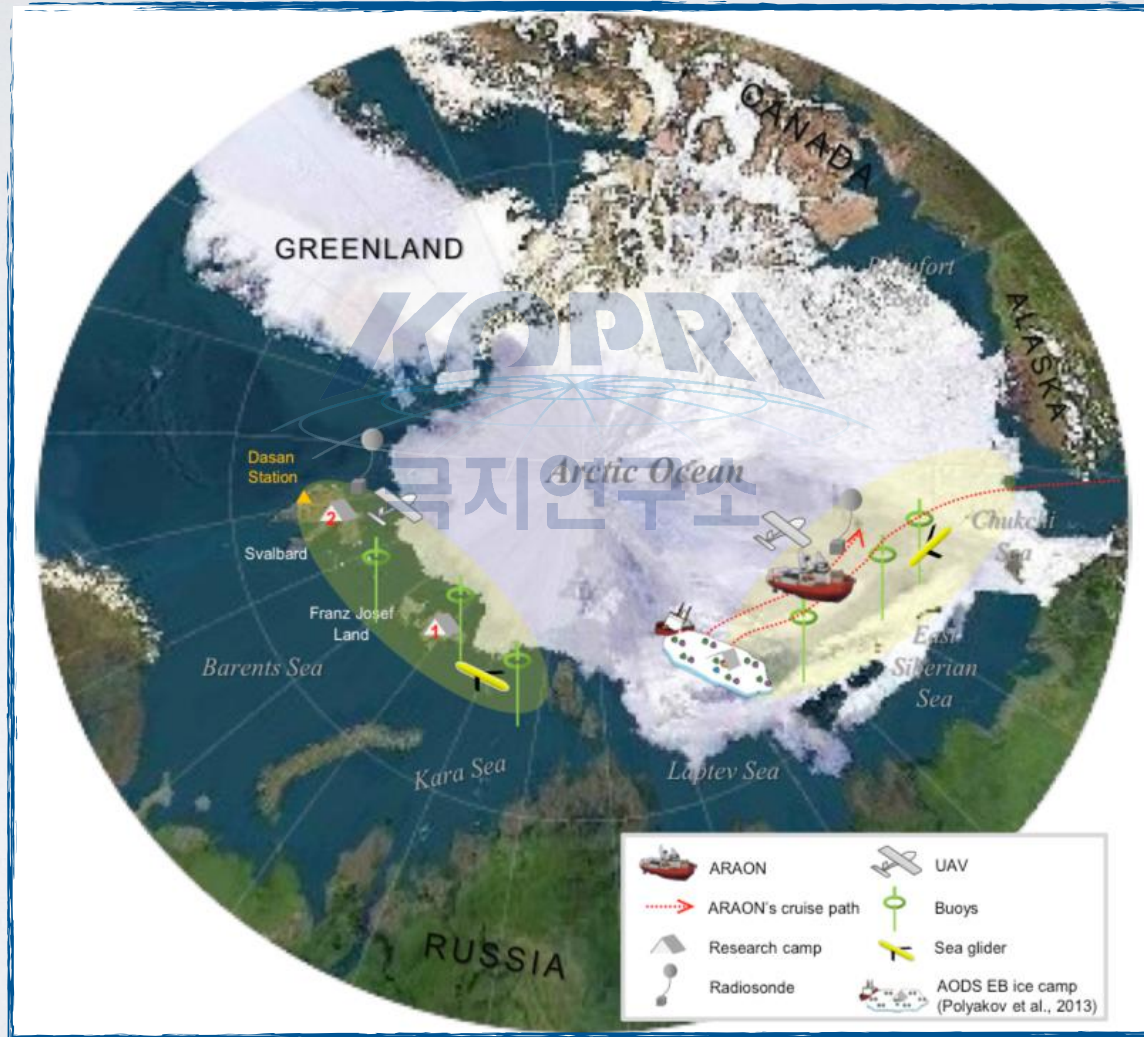 CANADA
GREENLAND
Beaufort
Sea
ALASKA
KOPRI
극지연구소
Arctic Ocean
Dasan
Station
2
Svalbard
Chukchi
Sea
Franz Josef
Land
1
Barents Sea
East
Siberian
Sea
Kara Sea
Laptev Sea
RUSSIA
ARAON
UAV
ARAON's cruise path
Buoys
Research camp
Sea glider
Radiosonde
AODS EB ice camp
(Polyakov et al., 2013)